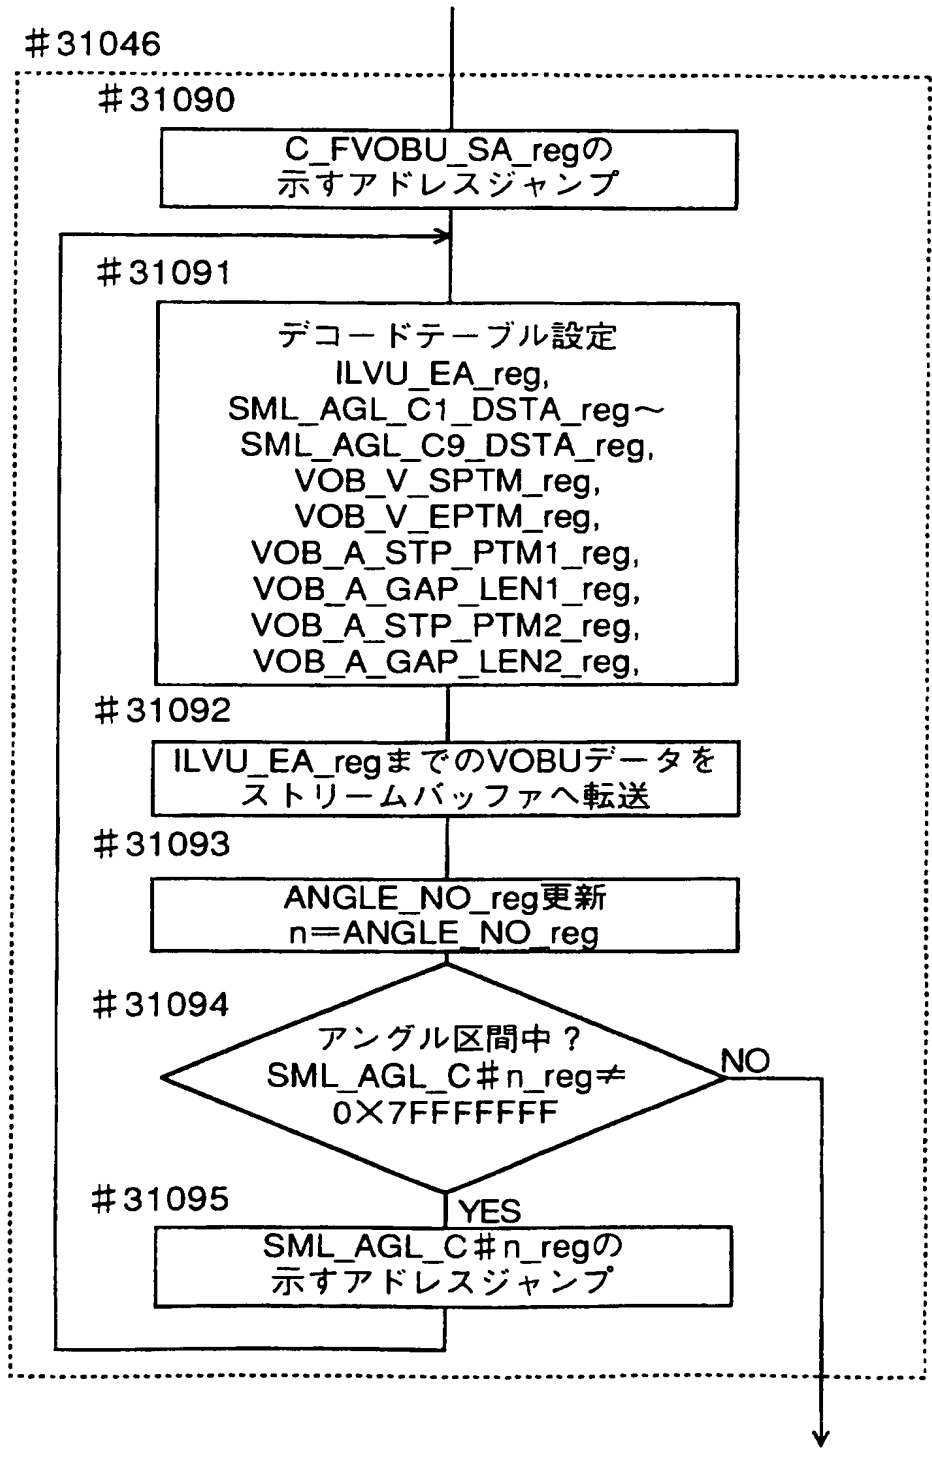 ＃31046
＃31090
C_FVOBU_SA_regの
示すアドレスジャンプ
＃31091
デコードテーブル設定
ILVU_EA_reg,
SML_AGL_C1_DSTA_reg～
SML_AGL_C9_DSTA_reg,
VOB_V_SPTM_reg,
VOB_V_EPTM_reg,
VOB_A_STP_PTM1_reg,
VOB_A_GAP_LEN1_reg,
VOB_A_STP_PTM2_reg,
VOB_A_GAP_LEN2_reg,
＃31092
ILVU_EA_regまでのVOBUデータを
ストリームバッファへ転送
＃31093
ANGLE_NO_reg更新
n＝ANGLE_NO_reg
＃31094
アングル区間中？
SML_AGL_C＃n_reg≠
0×7FFFFFFF
NO
＃31095
YES
SML_AGL_C＃n_regの
示すアドレスジャンプ